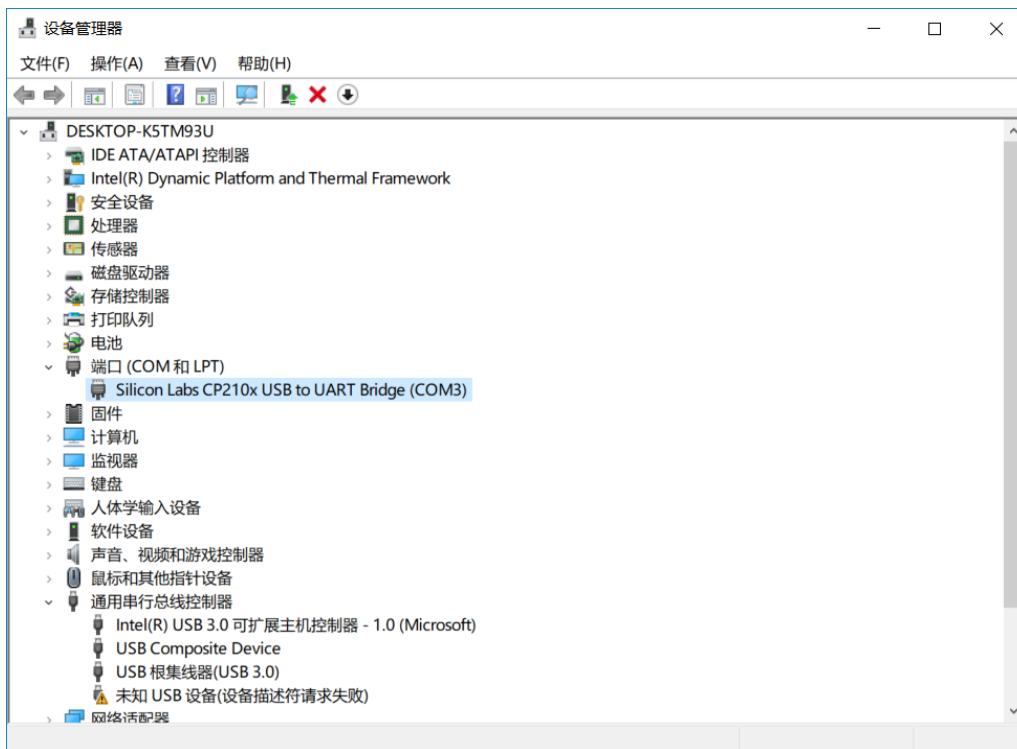 设备管理器
文件(F) 操作(A) 查看(V) 帮助(H)
DESKTOP-K5TM93U
IDE ATA/ATAPI 控制器
Intel(R) Dynamic Platform and Thermal Framework
安全设备
处理器
传感器
磁盘驱动器
存储控制器
打印队列
电池
端口 (COM 和 LPT)
Silicon Labs CP210x USB to UART Bridge (COM3)
固件
计算机
监视器
键盘
人体学输入设备
软件设备
声音、视频和游戏控制器
鼠标和其他指针设备
通用串行总线控制器
Intel(R) USB 3.0 可扩展主机控制器 - 1.0 (Microsoft)
USB Composite Device
USB 根集线器(USB 3.0)
未知 USB 设备(设备描述符请求失败)
网络适配器